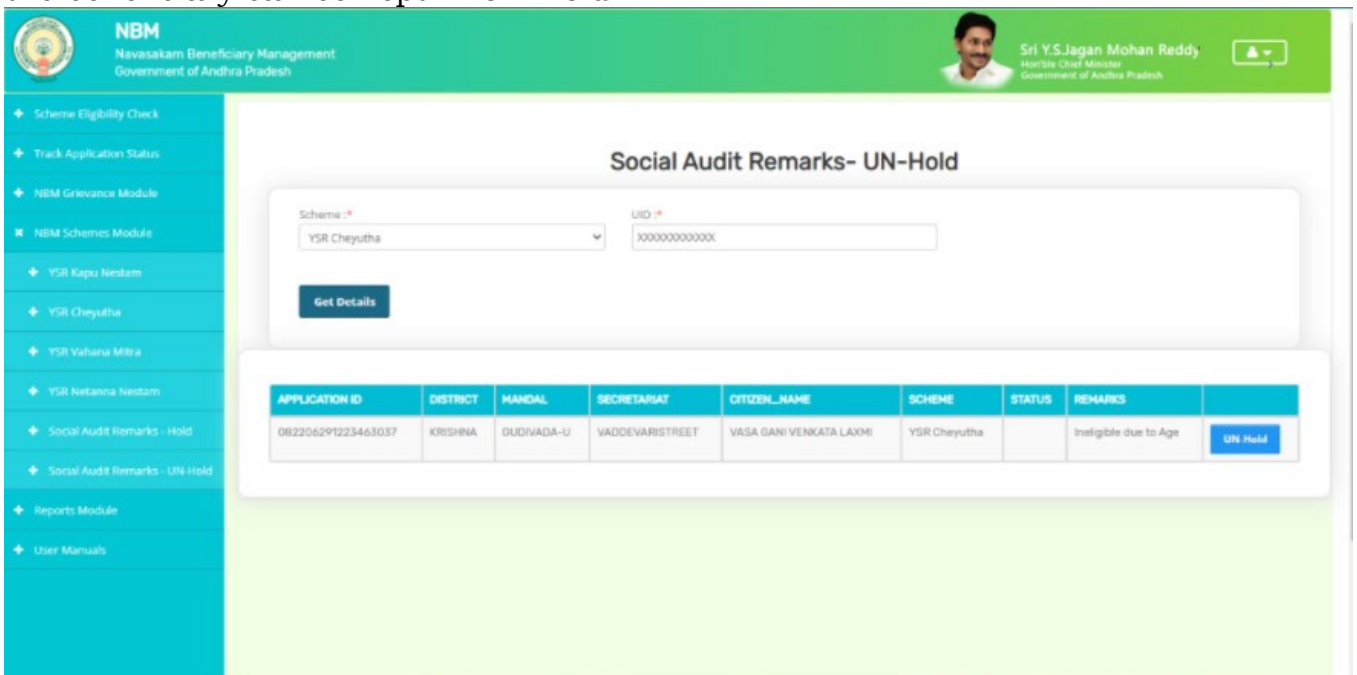 NBM
Navasakam Beneficiary Management
Government of Andhra Pradesh
Sri Y.S.Jagan Mohan Reddy
Hon'ble Chief Minister
Government of Andhra Pradesh
Scheme Eligibility Check
Track Application Status
NBM Grievance Module
NBM Schemes Module
YSR Kapu Nestam
YSR Cheyutha
YSR Vahana Mitra
YSR Netanna Nestam
Social Audit Remarks - Hold
Social Audit Remarks - UN-Hold
Reports Module
User Manuals
Social Audit Remarks- UN-Hold
Scheme :* UID :*
YSR Cheyutha XXXXXXXXXXXX
Get Details
APPLICATION ID DISTRICT MANDAL SECRETARIAT CITIZEN_NAME SCHEME STATUS REMARKS
082206291223463037 KRISHNA GUDIVADA-U VADDEVARISTREET VASA GANI VENKATA LAXMI YSR Cheyutha Ineligible due to Age UN-Hold